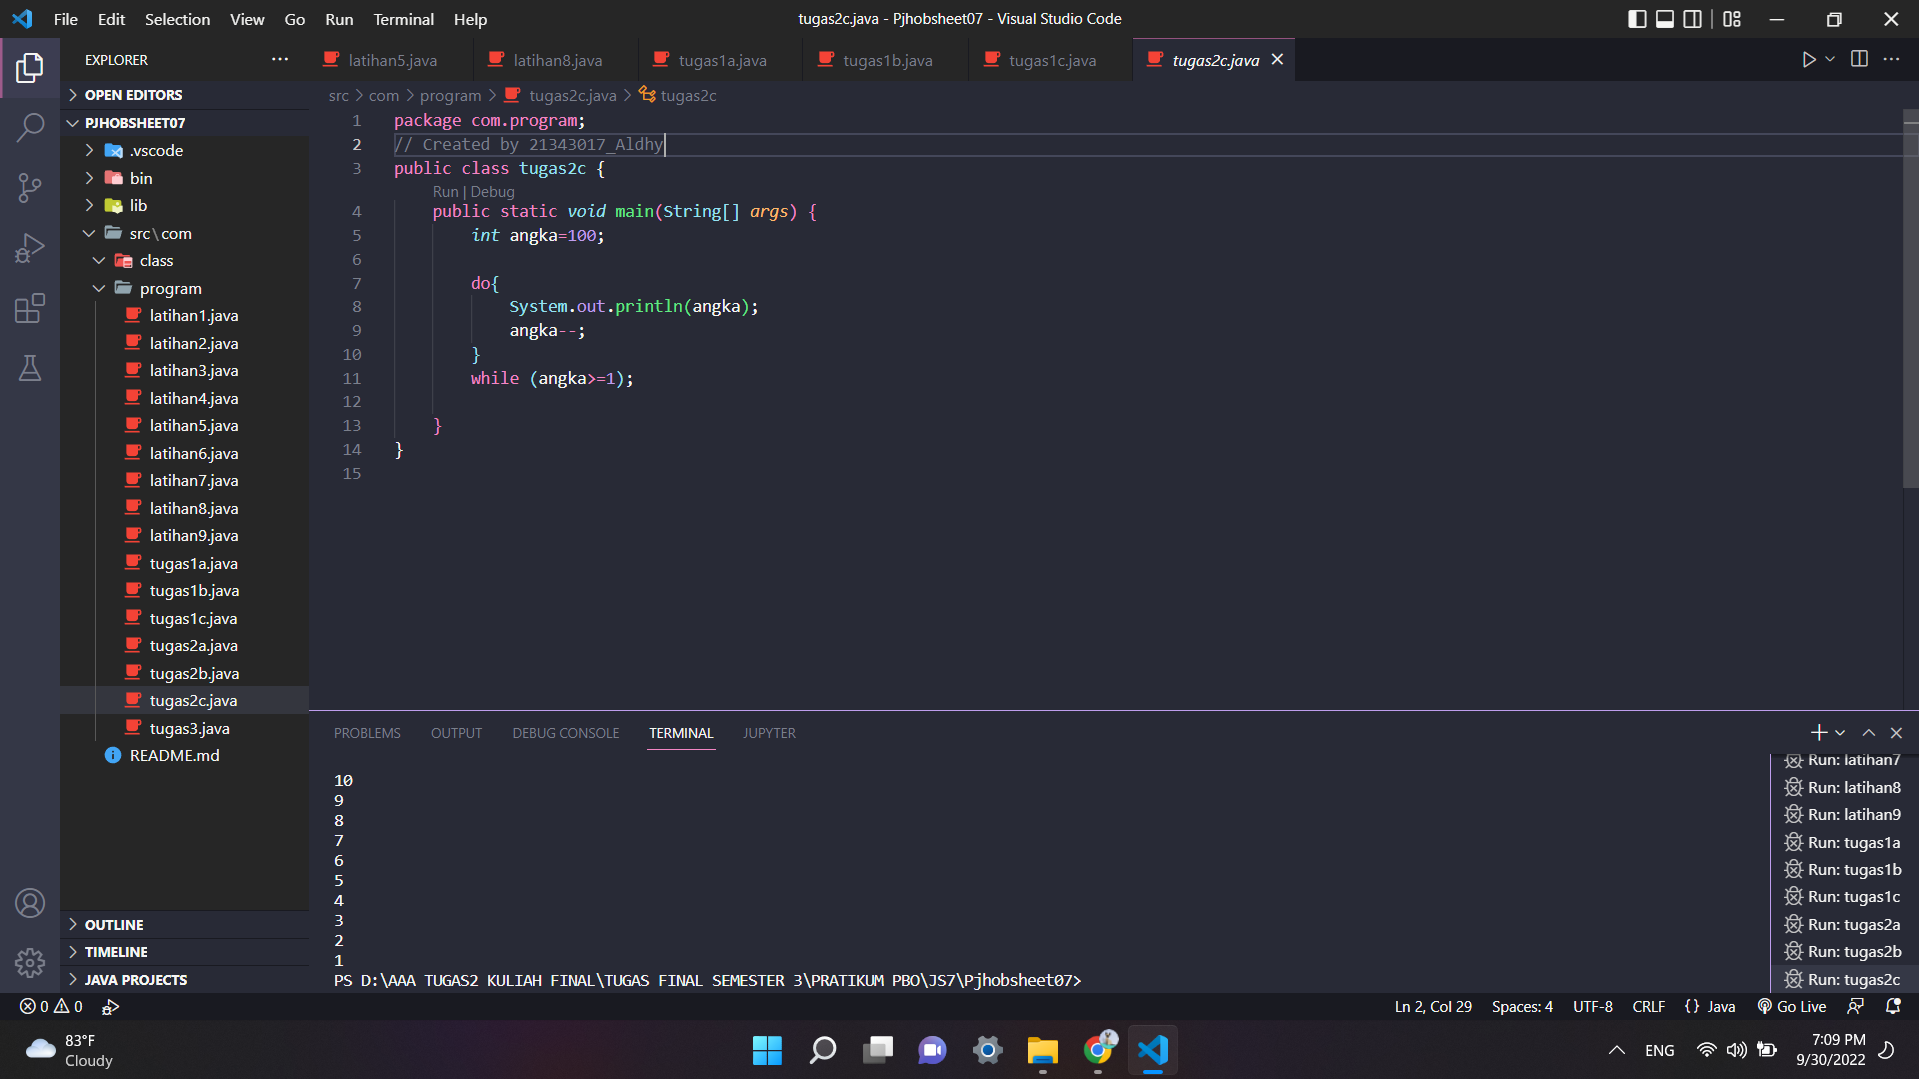 File Edit Selection View Go Run Terminal Help
tugas2c.java - Pjhobsheet07 - Visual Studio Code
EXPLORER
OPEN EDITORS
PJHOBSHEET07
.vscode
bin
lib
src\com
class
program
latihan1.java
latihan2.java
latihan3.java
latihan4.java
latihan5.java
latihan6.java
latihan7.java
latihan8.java
latihan9.java
tugas1a.java
tugas1b.java
tugas1c.java
tugas2a.java
tugas2b.java
tugas2c.java
tugas3.java
README.md
OUTLINE
TIMELINE
JAVA PROJECTS
latihan5.java latihan8.java tugas1a.java tugas1b.java tugas1c.java tugas2c.java
src > com > program > tugas2c.java > tugas2c
1 package com.program;
2 // Created by 21343017_Aldhy
3 public class tugas2c {
Run | Debug
4 public static void main(String[] args) {
5 int angka=100;
6
7 do{
8 System.out.println(angka);
9 angka--;
10 }
11 while (angka>=1);
12
13 }
14 }
15
PROBLEMS OUTPUT DEBUG CONSOLE TERMINAL JUPYTER
10
9
8
7
6
5
4
3
2
1
PS D:\AAA TUGAS2 KULIAH FINAL\TUGAS FINAL SEMESTER 3\PRATIKUM PBO\JS7\Pjhobsheet07>
Run: latihan7
Run: latihan8
Run: latihan9
Run: tugas1a
Run: tugas1b
Run: tugas1c
Run: tugas2a
Run: tugas2b
Run: tugas2c
0 0
Ln 2, Col 29 Spaces: 4 UTF-8 CRLF {} Java Go Live
83°F
Cloudy
ENG
7:09 PM
9/30/2022